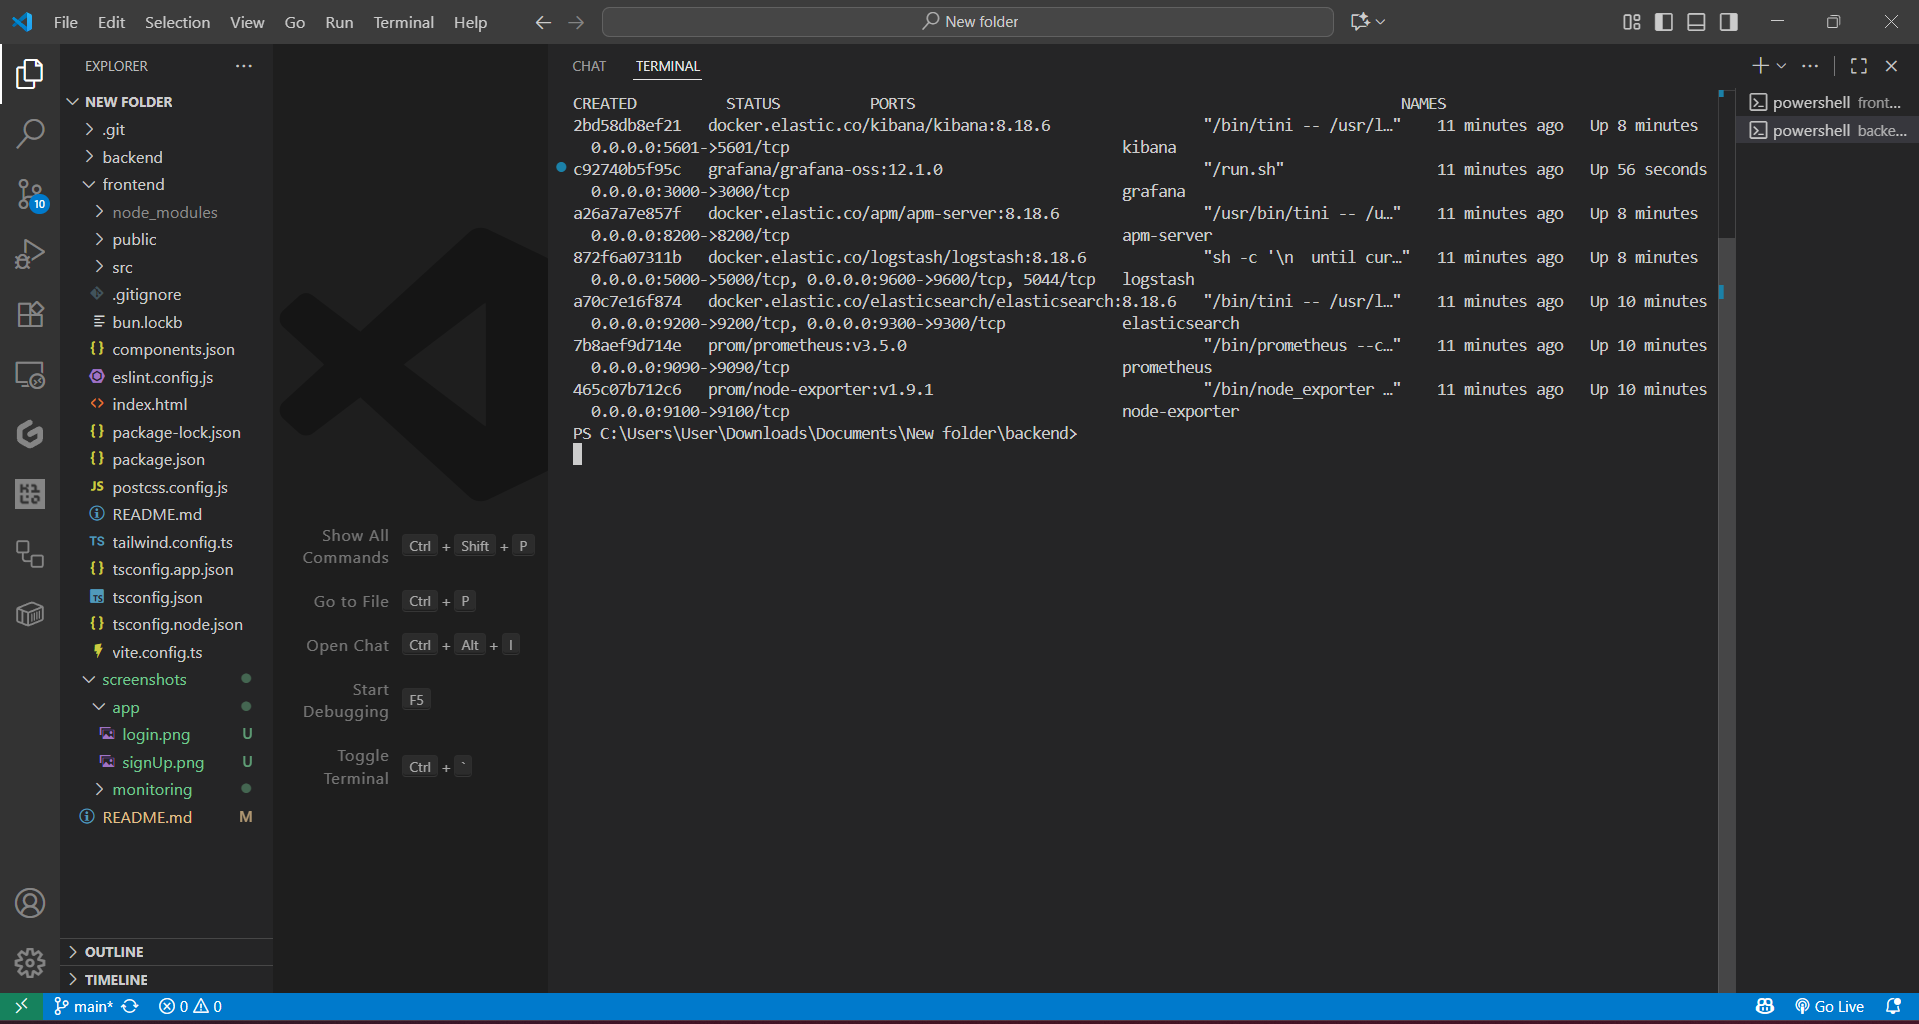 File Edit Selection View Go Run Terminal Help
New folder
EXPLORER
NEW FOLDER
.git
backend
frontend
node_modules
public
src
.gitignore
bun.lockb
components.json
eslint.config.js
index.html
package-lock.json
package.json
postcss.config.js
README.md
tailwind.config.ts
tsconfig.app.json
tsconfig.json
tsconfig.node.json
vite.config.ts
screenshots
app
login.png U
signUp.png U
monitoring
README.md M
OUTLINE
TIMELINE
10
Show All Commands Ctrl + Shift + P
Go to File Ctrl + P
Open Chat Ctrl + Alt + I
Start Debugging F5
Toggle Terminal Ctrl + `
CHAT TERMINAL
CREATED STATUS PORTS NAMES
2bd58db8ef21 docker.elastic.co/kibana/kibana:8.18.6 "/bin/tini -- /usr/l…" 11 minutes ago Up 8 minutes
0.0.0.0:5601->5601/tcp kibana
c92740b5f95c grafana/grafana-oss:12.1.0 "/run.sh" 11 minutes ago Up 56 seconds
0.0.0.0:3000->3000/tcp grafana
a26a7a7e857f docker.elastic.co/apm/apm-server:8.18.6 "/usr/bin/tini -- /u…" 11 minutes ago Up 8 minutes
0.0.0.0:8200->8200/tcp apm-server
872f6a07311b docker.elastic.co/logstash/logstash:8.18.6 "sh -c '\n until cur…" 11 minutes ago Up 8 minutes
0.0.0.0:5000->5000/tcp, 0.0.0.0:9600->9600/tcp, 5044/tcp logstash
a70c7e16f874 docker.elastic.co/elasticsearch/elasticsearch:8.18.6 "/bin/tini -- /usr/l…" 11 minutes ago Up 10 minutes
0.0.0.0:9200->9200/tcp, 0.0.0.0:9300->9300/tcp elasticsearch
7b8aef9d714e prom/prometheus:v3.5.0 "/bin/prometheus --c…" 11 minutes ago Up 10 minutes
0.0.0.0:9090->9090/tcp prometheus
465c07b712c6 prom/node-exporter:v1.9.1 "/bin/node_exporter …" 11 minutes ago Up 10 minutes
0.0.0.0:9100->9100/tcp node-exporter
PS C:\Users\User\Downloads\Documents\New folder\backend>
powershell front...
powershell backe...
main* 0 0 Go Live